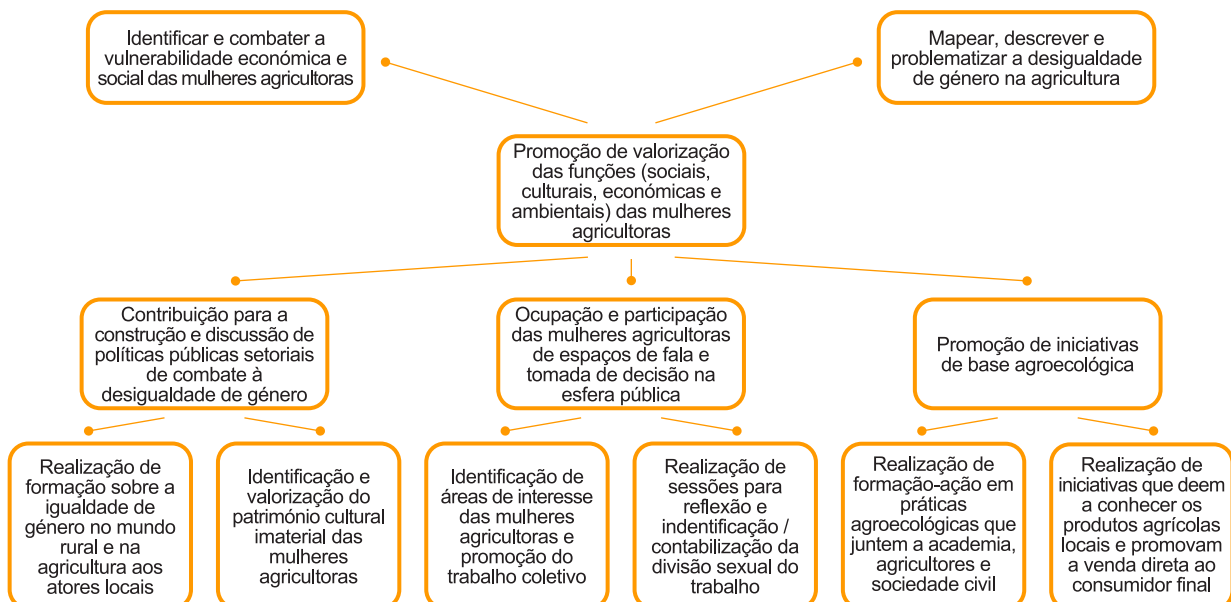 Identificar e combater a
vulnerabilidade económica e
social das mulheres agricultoras
Mapear, descrever e
problematizar a desigualdade
de género na agricultura
Promoção de valorização
das funções (sociais,
culturais, económicas e
ambientais) das mulheres
agricultoras
Contribuição para a
construção e discussão de
políticas públicas setoriais
de combate à
desigualdade de género
Ocupação e participação
das mulheres agricultoras
de espaços de fala e
tomada de decisão na
esfera pública
Promoção de iniciativas
de base agroecológica
Realização de
formação sobre a
igualdade de
género no mundo
rural e na
agricultura aos
atores locais
Identificação e
valorização do
património cultural
imaterial das
mulheres
agricultoras
Identificação de
áreas de interesse
das mulheres
agricultoras e
promoção do
trabalho coletivo
Realização de
sessões para
reflexão e
indentificação /
contabilização da
divisão sexual do
trabalho
Realização de
formação-ação em
práticas
agroecológicas que
juntem a academia,
agricultores e
sociedade civil
Realização de
iniciativas que deem
a conhecer os
produtos agrícolas
locais e promovam
a venda direta ao
consumidor final